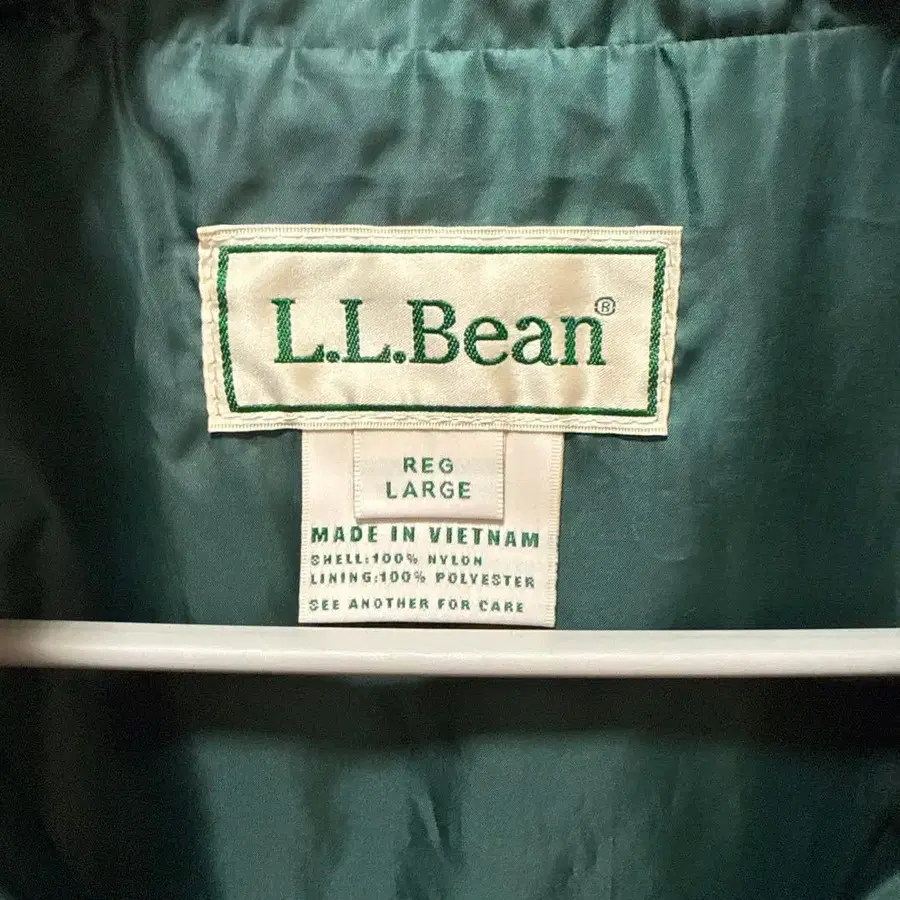 L.L.Bean®
REG
LARGE
MADE IN VIETNAM
SHELL:100% NYLON
LINING:100% POLYESTER
SEE ANOTHER FOR CARE